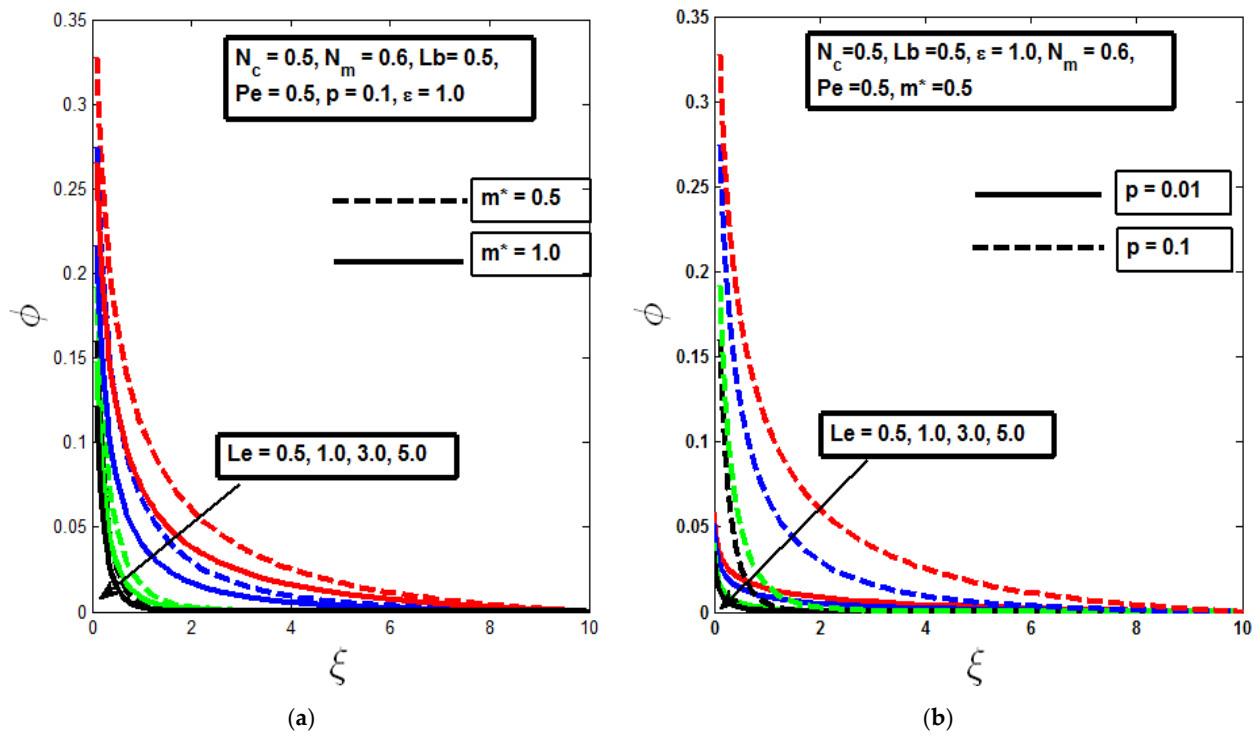 0.35
0.3
0.25
0.2
0.15
0.1
0.05
0
N_c = 0.5, N_m = 0.6, Lb= 0.5,
Pe = 0.5, p = 0.1, ε = 1.0
m* = 0.5
m* = 1.0
Le = 0.5, 1.0, 3.0, 5.0
ϕ
0 2 4 6 8 10
ξ
(a)
0.35
0.3
0.25
0.2
0.15
0.1
0.05
0
N_c=0.5, Lb =0.5, ε = 1.0, N_m = 0.6,
Pe =0.5, m* =0.5
p = 0.01
p = 0.1
Le = 0.5, 1.0, 3.0, 5.0
ϕ
0 2 4 6 8 10
ξ
(b)